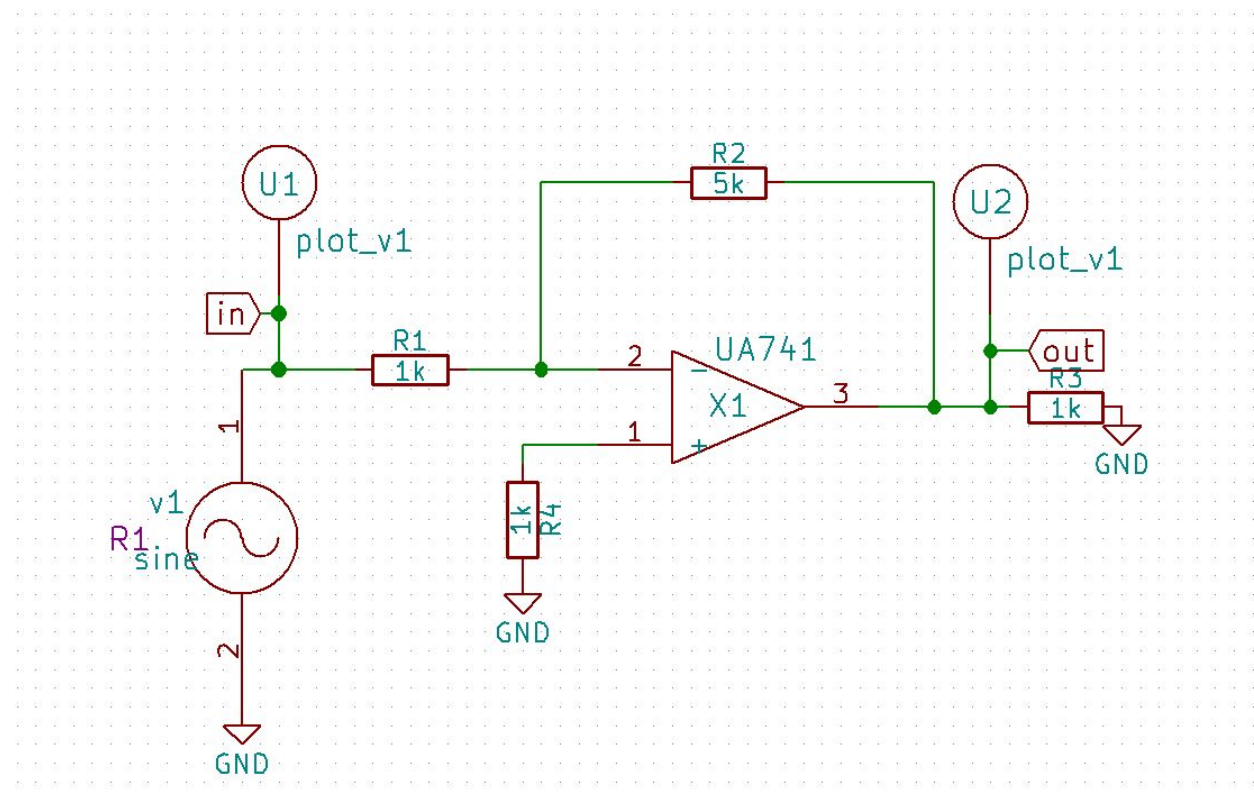 R2
5k
U1
U2
plot_v1
plot_v1
in
R1
1k
2
−
UA741
X1
3
out
R3
1k
1
+
GND
1
v1
R1
sine
1k
R4
GND
2
GND